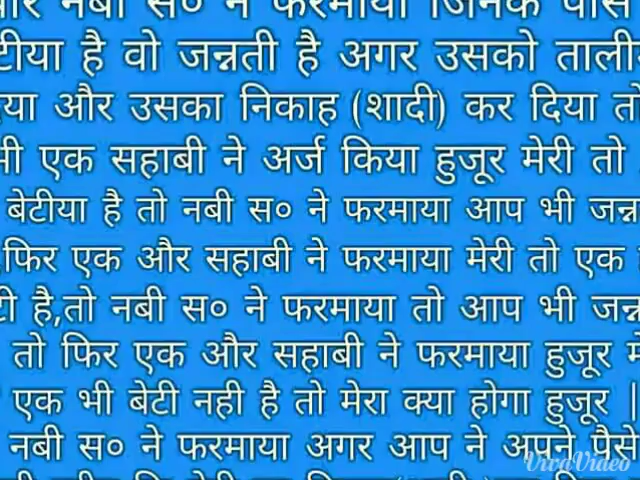 नबी स० ने फरमाया जिनके पास
है वो जन्नती है अगर उसको
और उसका निकाह (शादी) कर दिया तो
एक सहाबी ने अर्ज किया हुजूर मेरी तो
बेटीया है तो नबी स० ने फरमाया आप भी
फिर एक और सहाबी ने फरमाया मेरी तो एक
है,तो नबी स० ने फरमाया तो आप भी
तो फिर एक और सहाबी ने फरमाया हुजूर
एक भी बेटी नही है तो मेरा क्या होगा हुजूर |
नबी स० ने फरमाया अगर आप ने अपने पैसे
VivaVideo